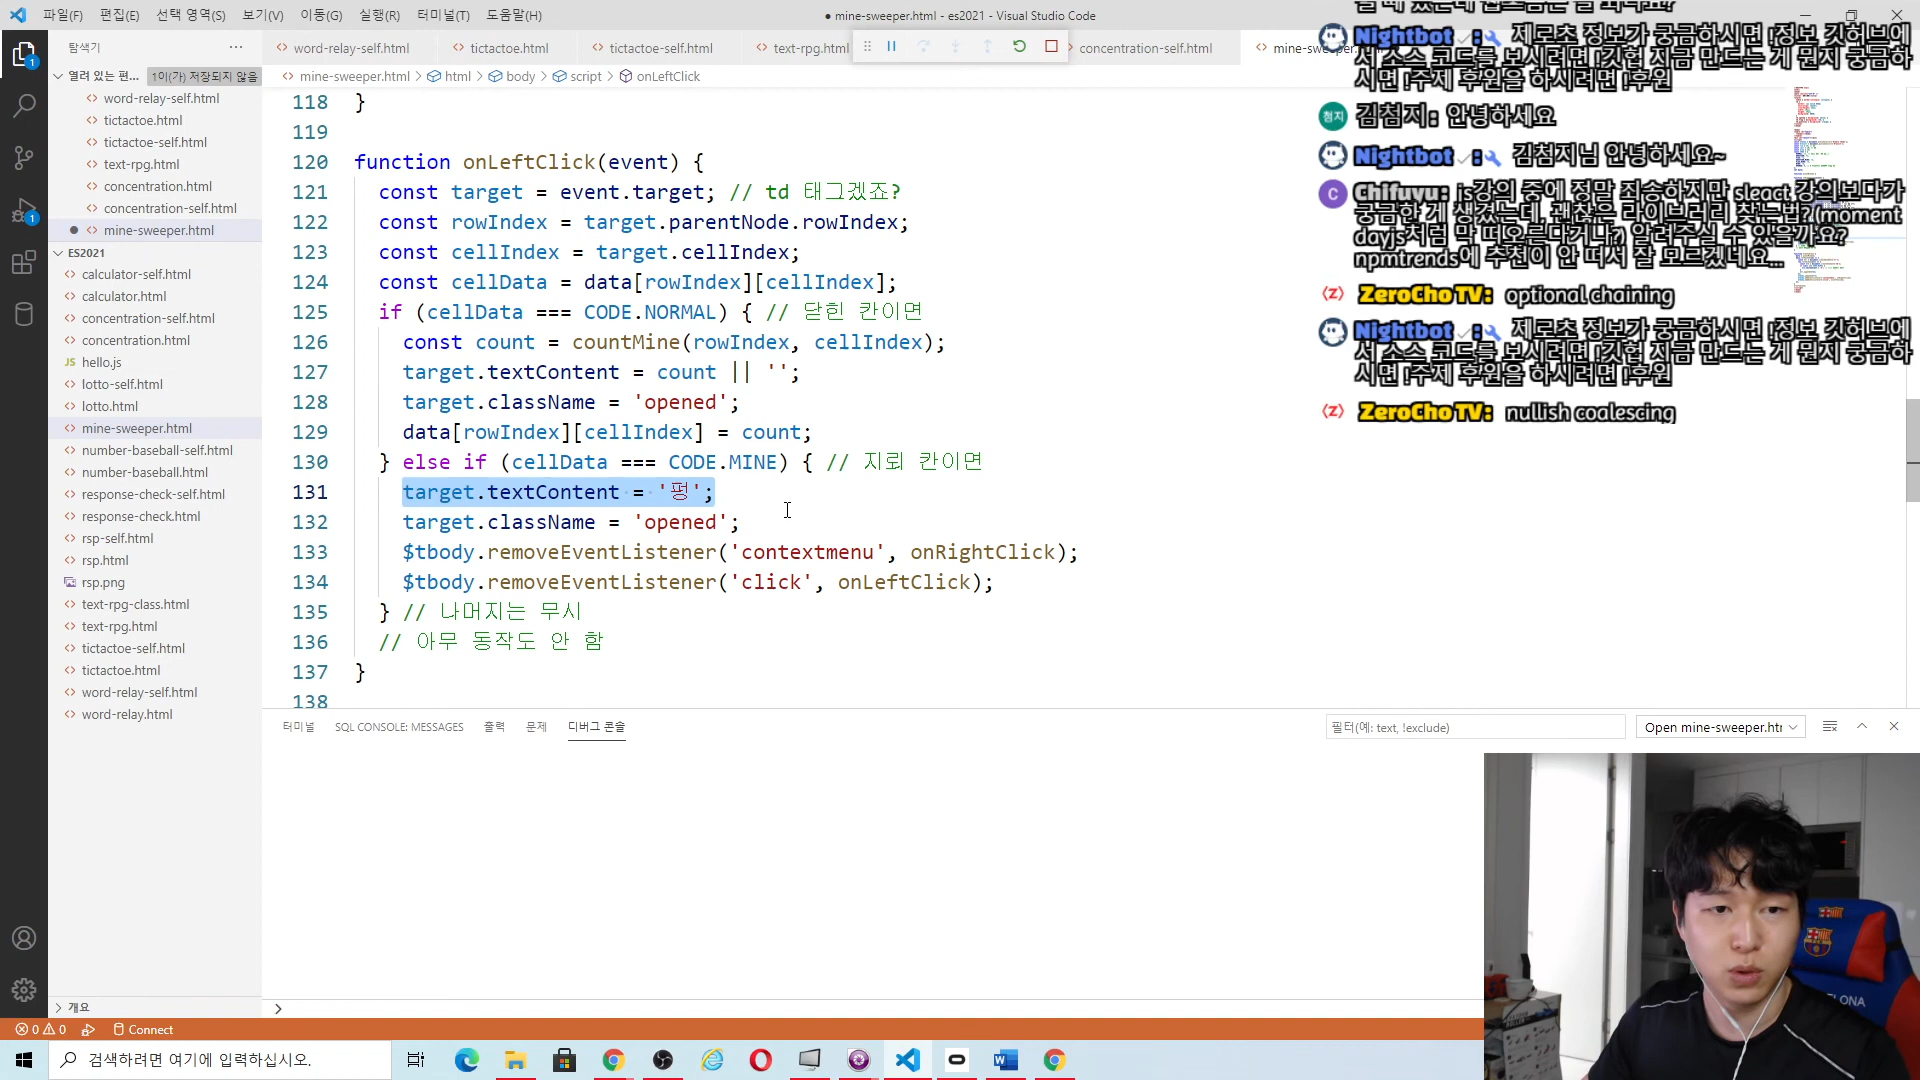 파일(F) 편집(E) 선택 영역(S) 보기(V) 이동(G) 실행(R) 터미널(T) 도움말(H)
● mine-sweeper.html - es2021 - Visual Studio Code
탐색기
word-relay-self.html tictactoe.html tictactoe-self.html text-rpg.html concentration-self.html
열려 있는 편... 1이(가) 저장되지 않음
word-relay-self.html
tictactoe.html
tictactoe-self.html
text-rpg.html
concentration.html
concentration-self.html
mine-sweeper.html
ES2021
calculator-self.html
calculator.html
concentration-self.html
concentration.html
JS hello.js
lotto-self.html
lotto.html
mine-sweeper.html
number-baseball-self.html
number-baseball.html
response-check-self.html
response-check.html
rsp-self.html
rsp.html
rsp.png
text-rpg-class.html
text-rpg.html
tictactoe-self.html
tictactoe.html
word-relay-self.html
word-relay.html
개요
mine-sweeper.html > html > body > script > onLeftClick
118 }
119
120 function onLeftClick(event) {
121 const target = event.target; // td 태그겠죠?
122 const rowIndex = target.parentNode.rowIndex;
123 const cellIndex = target.cellIndex;
124 const cellData = data[rowIndex][cellIndex];
125 if (cellData === CODE.NORMAL) { // 닫힌 칸이면
126 const count = countMine(rowIndex, cellIndex);
127 target.textContent = count || '';
128 target.className = 'opened';
129 data[rowIndex][cellIndex] = count;
130 } else if (cellData === CODE.MINE) { // 지뢰 칸이면
131 target.textContent = '펑';
132 target.className = 'opened';
133 $tbody.removeEventListener('contextmenu', onRightClick);
134 $tbody.removeEventListener('click', onLeftClick);
135 } // 나머지는 무시
136 // 아무 동작도 안 함
137 }
138
Nightbot : 제로초 정보가 궁금하시면 !정보 깃허브에
서 소스 코드를 보시려면 !깃헙 지금 만드는 게 뭔지 궁금하
시면 !주제 후원을 하시려면 !후원
첨지 김첨지: 안녕하세요
Nightbot : 김첨지님 안녕하세요~
C Chifuyu: js강의 중에 정말 죄송하지만 sleact 강의보다가
궁금한 게 생겼는데, 괜찮은 라이브러리 찾는법?(moment
dayjs처럼 막 떠오른다거나?) 알려주실 수 있을까요?
npmtrends에 추천이 안 떠서 잘 모르겠네요...
ZeroCho TV: optional chaining
Nightbot : 제로초 정보가 궁금하시면 !정보 깃허브에
서 소스 코드를 보시려면 !깃헙 지금 만드는 게 뭔지 궁금하
시면 !주제 후원을 하시려면 !후원
ZeroCho TV: nullish coalescing
터미널 SQL CONSOLE: MESSAGES 출력 문제 디버그 콘솔
필터(예: text, !exclude)
Open mine-sweeper.htr
0 0 Connect
검색하려면 여기에 입력하십시오.